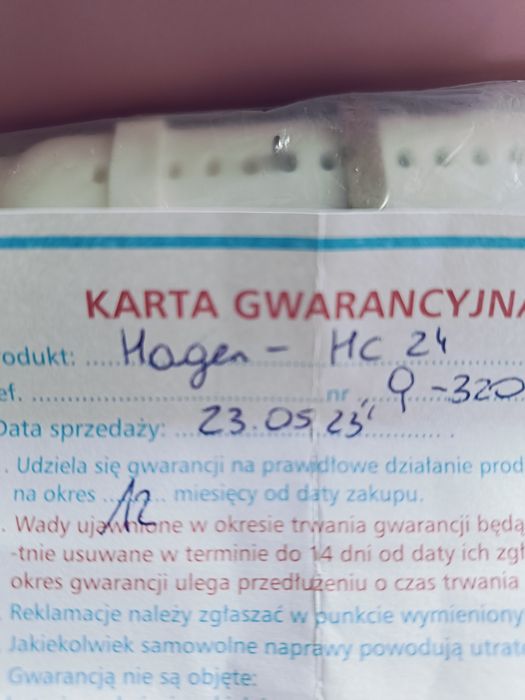 KARTA GWARANCYJNA
Produkt: Hagen - HC 24
ef. nr Q-320
Data sprzedaży: 23.05 23
. Udziela się gwarancji na prawidłowe działanie prod
na okres 12 miesięcy od daty zakupu.
. Wady ujawnione w okresie trwania gwarancji będą
-tnie usuwane w terminie do 14 dni od daty ich zgł
okres gwarancji ulega przedłużeniu o czas trwania
Reklamacje należy zgłaszać w punkcie wymieniony
Jakiekolwiek samowolne naprawy powodują utrat
Gwarancją nie są objęte: